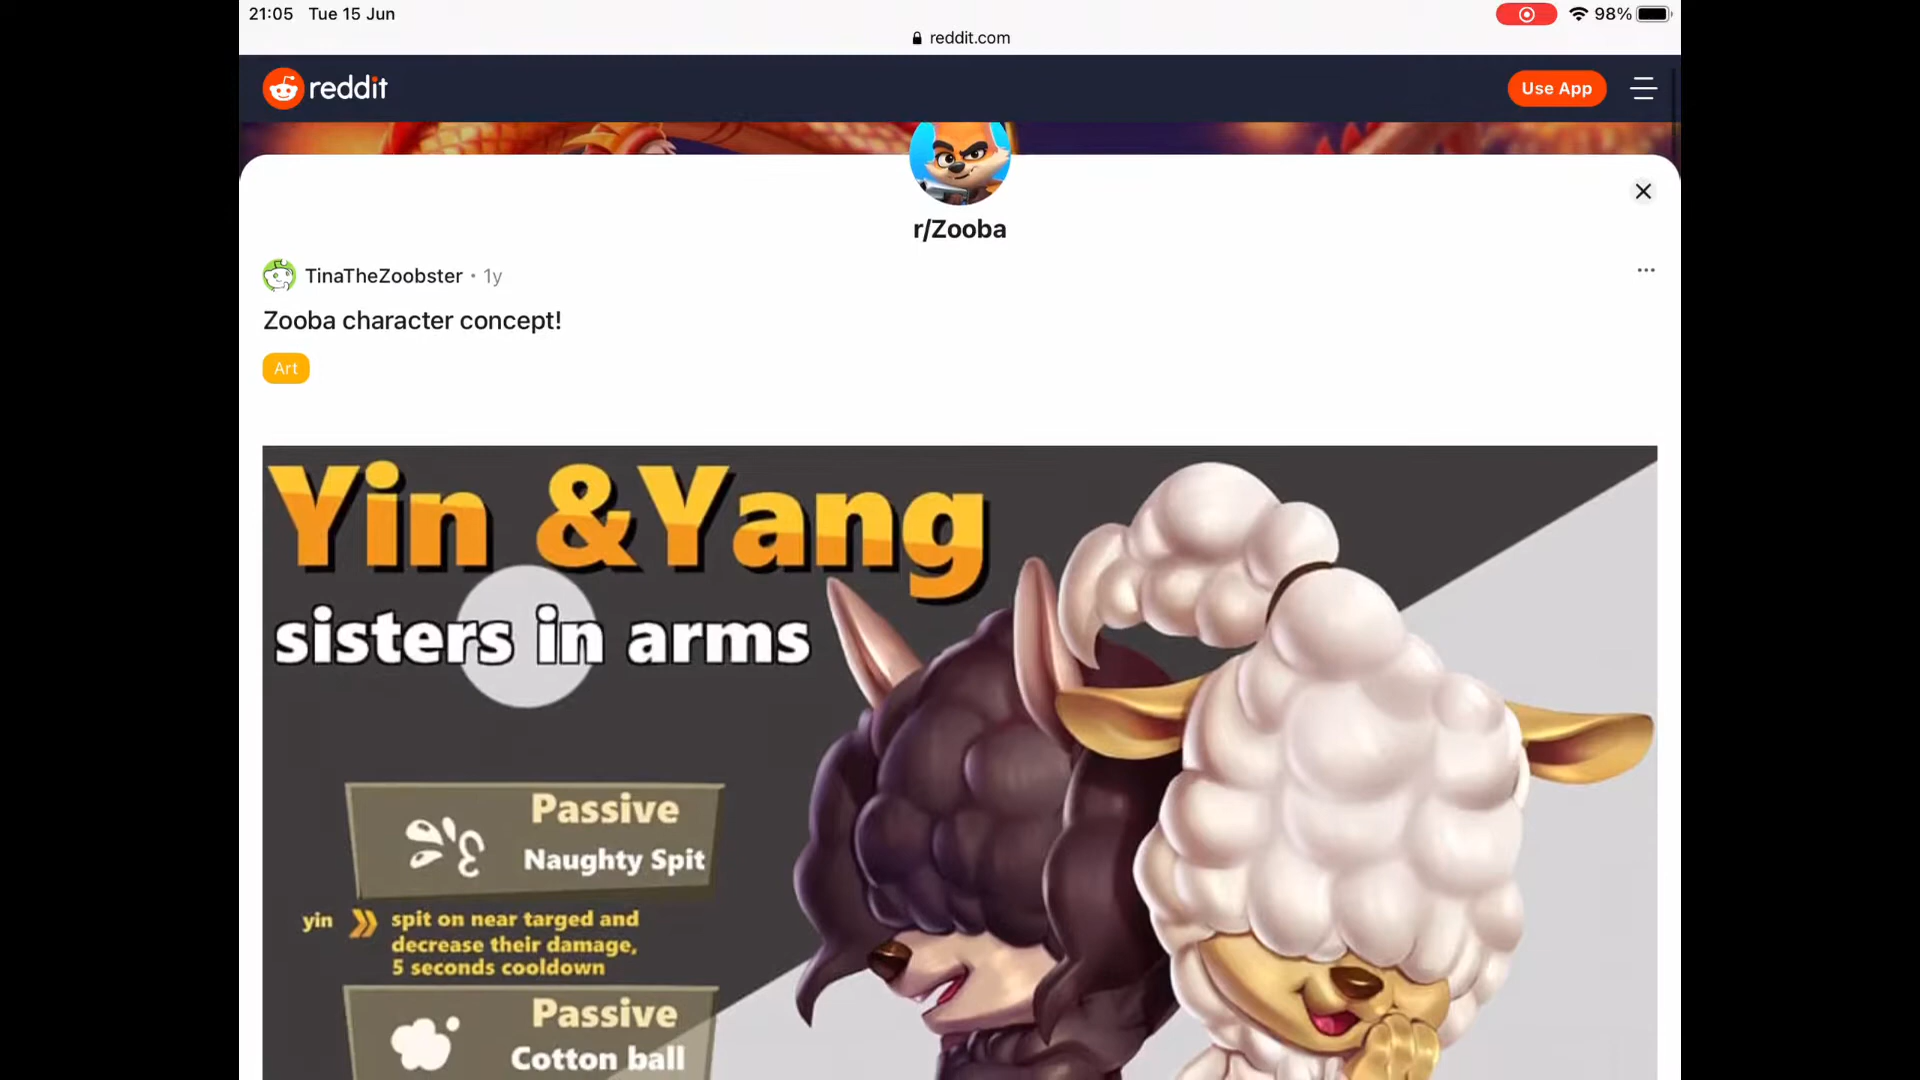 21:05 Tue 15 Jun
98%
reddit.com
reddit
Use App
r/Zooba
TinaTheZoobster • 1y
Zooba character concept!
Art
Yin &Yang
sisters in arms
Passive
Naughty Spit
yin
spit on near targed and
decrease their damage,
5 seconds cooldown
Passive
Cotton ball